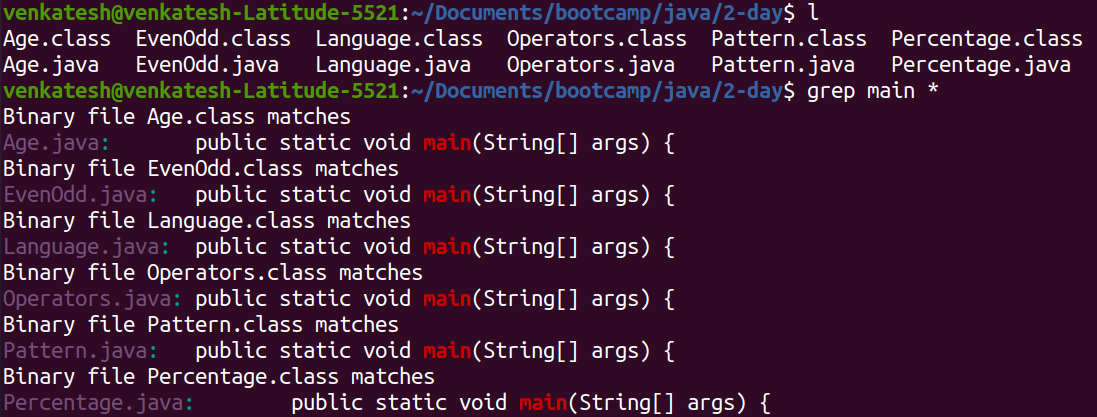 venkatesh@venkatesh-Latitude-5521:~/Documents/bootcamp/java/2-day$ l
Age.class  EvenOdd.class  Language.class  Operators.class  Pattern.class  Percentage.class
Age.java   EvenOdd.java   Language.java   Operators.java   Pattern.java   Percentage.java
venkatesh@venkatesh-Latitude-5521:~/Documents/bootcamp/java/2-day$ grep main *
Binary file Age.class matches
Age.java:       public static void main(String[] args) {
Binary file EvenOdd.class matches
EvenOdd.java:   public static void main(String[] args) {
Binary file Language.class matches
Language.java:  public static void main(String[] args) {
Binary file Operators.class matches
Operators.java: public static void main(String[] args) {
Binary file Pattern.class matches
Pattern.java:   public static void main(String[] args) {
Binary file Percentage.class matches
Percentage.java:        public static void main(String[] args) {